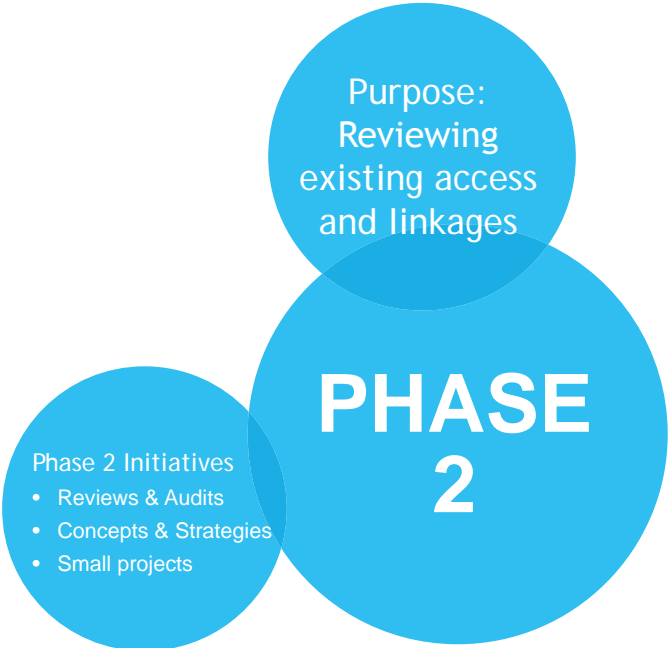 Purpose:
Reviewing
existing access
and linkages
PHASE
2
Phase 2 Initiatives
• Reviews & Audits
• Concepts & Strategies
• Small projects